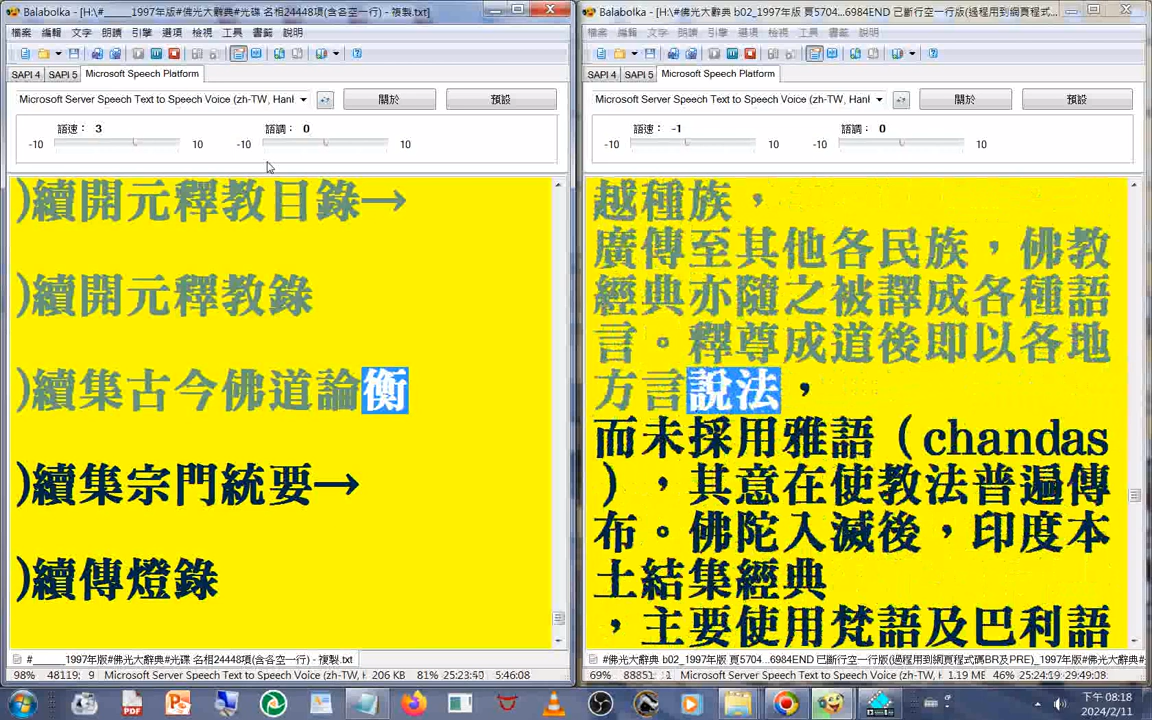 Balabolka - [H:\#_____1997年版#佛光大辭典#光碟 名相24448項(含各空一行) - 複製.txt]
檔案 編輯 文字 朗讀 引擎 選項 檢視 工具 書籤 說明
SAPI 4 SAPI 5 Microsoft Speech Platform
Microsoft Server Speech Text to Speech Voice (zh-TW, Hanl
關於 預設
語速： 3 語調： 0
-10 10 -10 10
)續開元釋教目錄→
)續開元釋教錄
)續集古今佛道論衡
)續集宗門統要→
)續傳燈錄
#_____1997年版#佛光大辭典#光碟 名相24448項(含各空一行) - 複製.txt
98% 48119; 9 Microsoft Server Speech Text to Speech Voice (zh-TW, H 206 KB 81% 25:23:49 5:46:08
Balabolka - [H:\#佛光大辭典 b02_1997年版 頁5704...6984END 已斷行空一行版(過程用到網頁程式...
檔案 編輯 文字 朗讀 引擎 選項 檢視 工具 書籤 說明
SAPI 4 SAPI 5 Microsoft Speech Platform
Microsoft Server Speech Text to Speech Voice (zh-TW, Hanl
關於 預設
語速： -1 語調： 0
-10 10 -10 10
越種族，
廣傳至其他各民族，佛教
經典亦隨之被譯成各種語
言。釋尊成道後即以各地
方言說法，
而未採用雅語（chandas
），其意在使教法普遍傳
布。佛陀入滅後，印度本
土結集經典
，主要使用梵語及巴利語
#佛光大辭典 b02_1997年版 頁5704...6984END 已斷行空一行版(過程用到網頁程式碼BR及PRE)_1997年版#佛光大辭典#
69% 88851; Microsoft Server Speech Text to Speech Voice (zh-TW, H 1.19 MB 46% 25:24:19 29:49:08
下午 08:18
2024/2/11